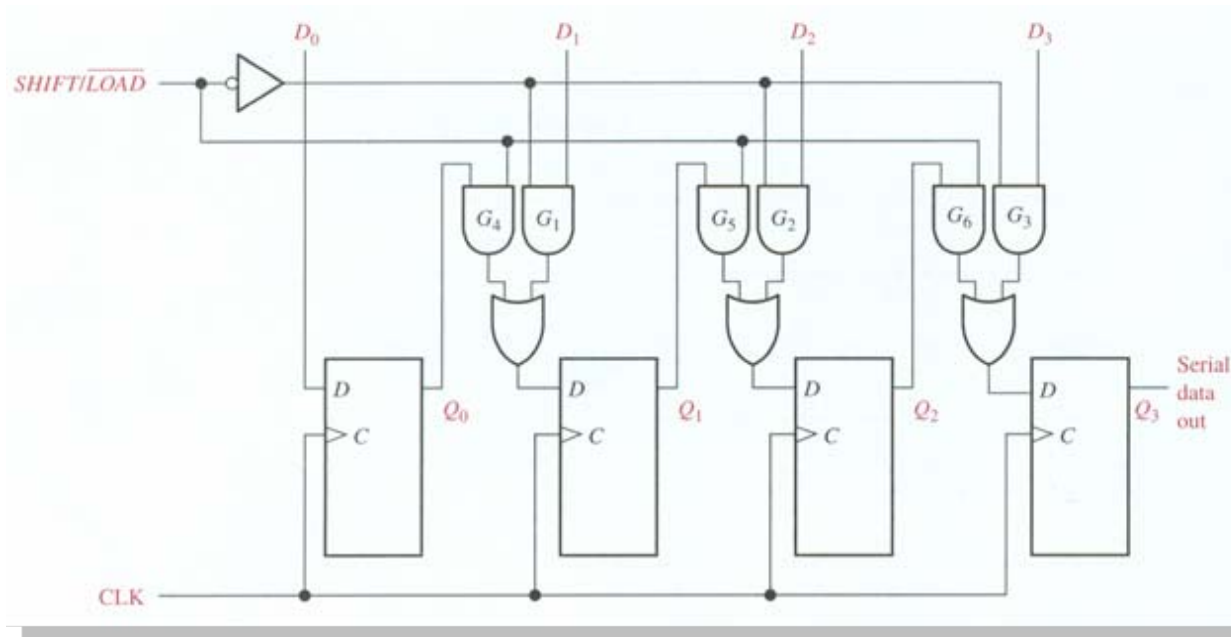 D₀ D₁ D₂ D₃
SHIFT/L̅O̅A̅D̅
G₄ G₁ G₅ G₂ G₆ G₃
D D D D
Q₀ Q₁ Q₂ Q₃
Serial
data
out
C C C C
CLK